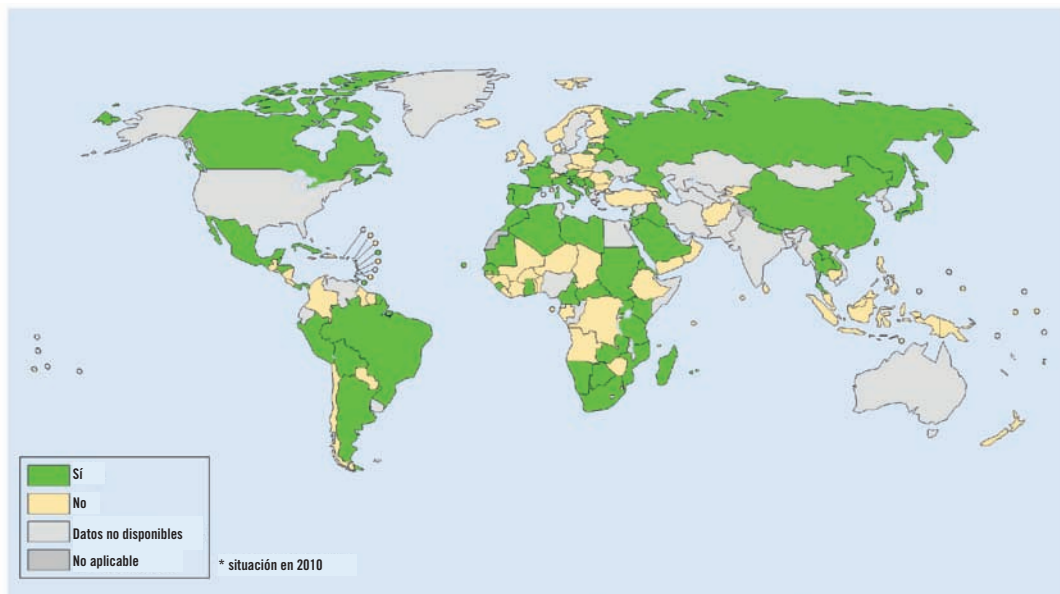 Sí
No
Datos no disponibles
No aplicable
* situación en 2010